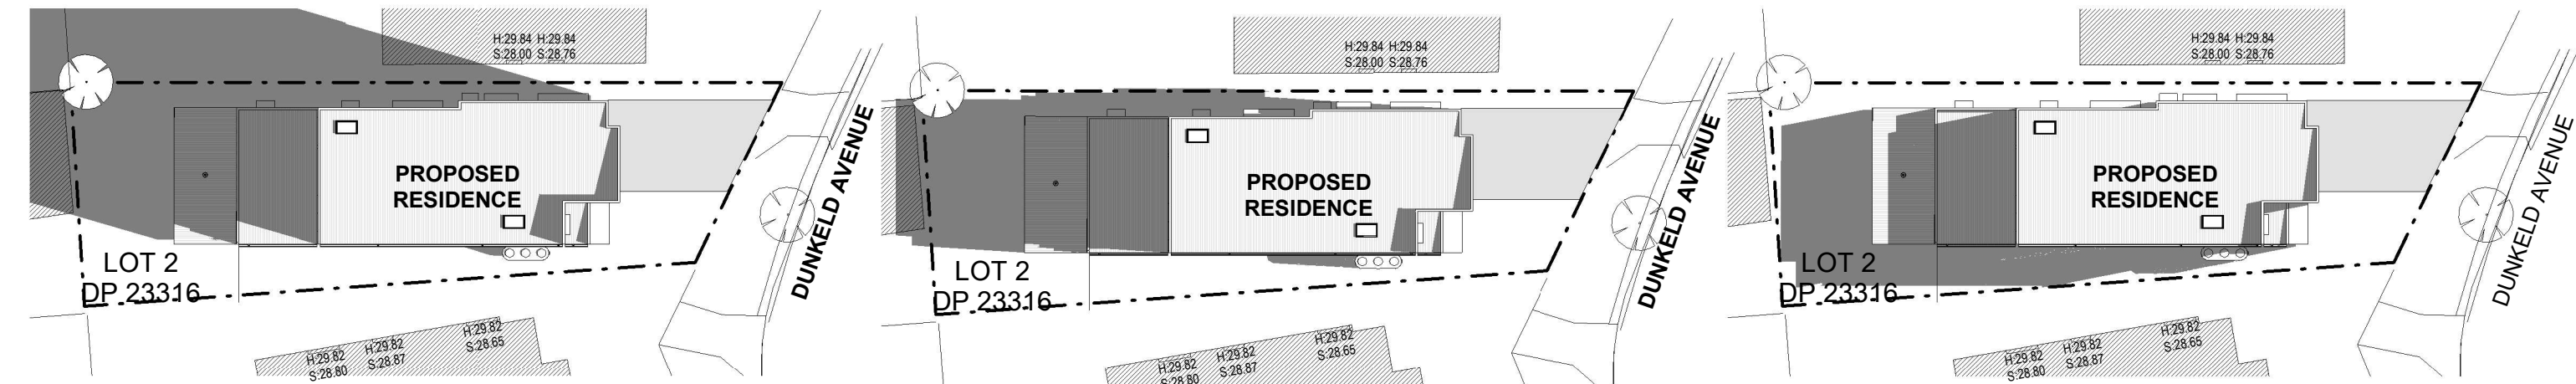 H:29.84 H:29.84
S:28.00 S:28.76
PROPOSED
RESIDENCE
DUNKELD AVENUE
LOT 2
DP 23316
H:29.82
S:28.80
H:29.82
S:28.87
H:29.82
S:28.65
H:29.84 H:29.84
S:28.00 S:28.76
PROPOSED
RESIDENCE
DUNKELD AVENUE
LOT 2
DP 23316
H:29.82
S:28.80
H:29.82
S:28.87
H:29.82
S:28.65
H:29.84 H:29.84
S:28.00 S:28.76
PROPOSED
RESIDENCE
DUNKELD AVENUE
LOT 2
DP 23316
H:29.82
S:28.80
H:29.82
S:28.87
H:29.82
S:28.65